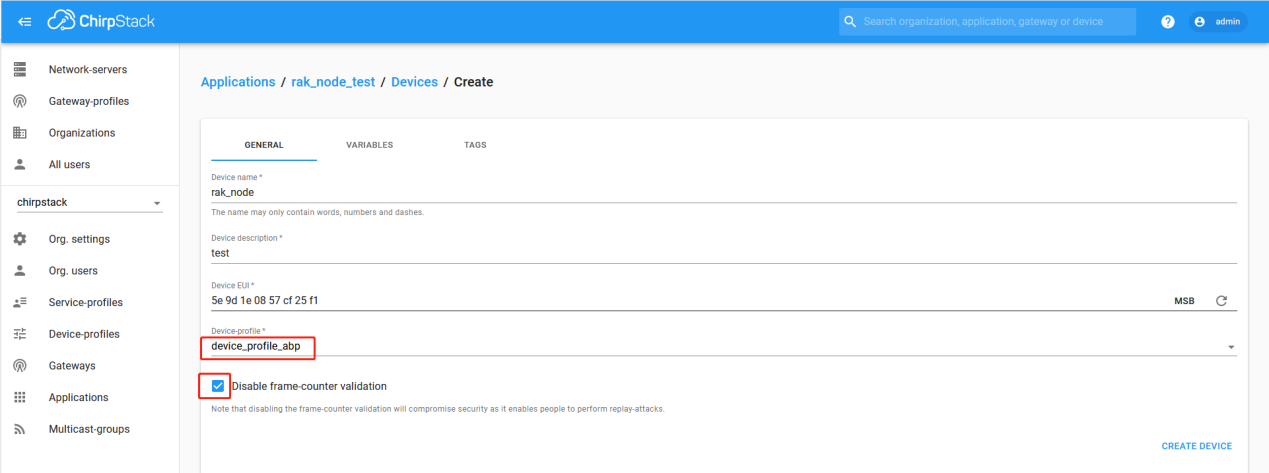 ChirpStack
Search organization, application, gateway or device
? admin
Network-servers
Gateway-profiles
Organizations
All users
chirpstack
Org. settings
Org. users
Service-profiles
Device-profiles
Gateways
Applications
Multicast-groups
Applications / rak_node_test / Devices / Create
GENERAL VARIABLES TAGS
Device name *
rak_node
The name may only contain words, numbers and dashes.
Device description *
test
Device EUI *
5e 9d 1e 08 57 cf 25 f1 MSB
Device-profile *
device_profile_abp
Disable frame-counter validation
Note that disabling the frame-counter validation will compromise security as it enables people to perform replay-attacks.
CREATE DEVICE